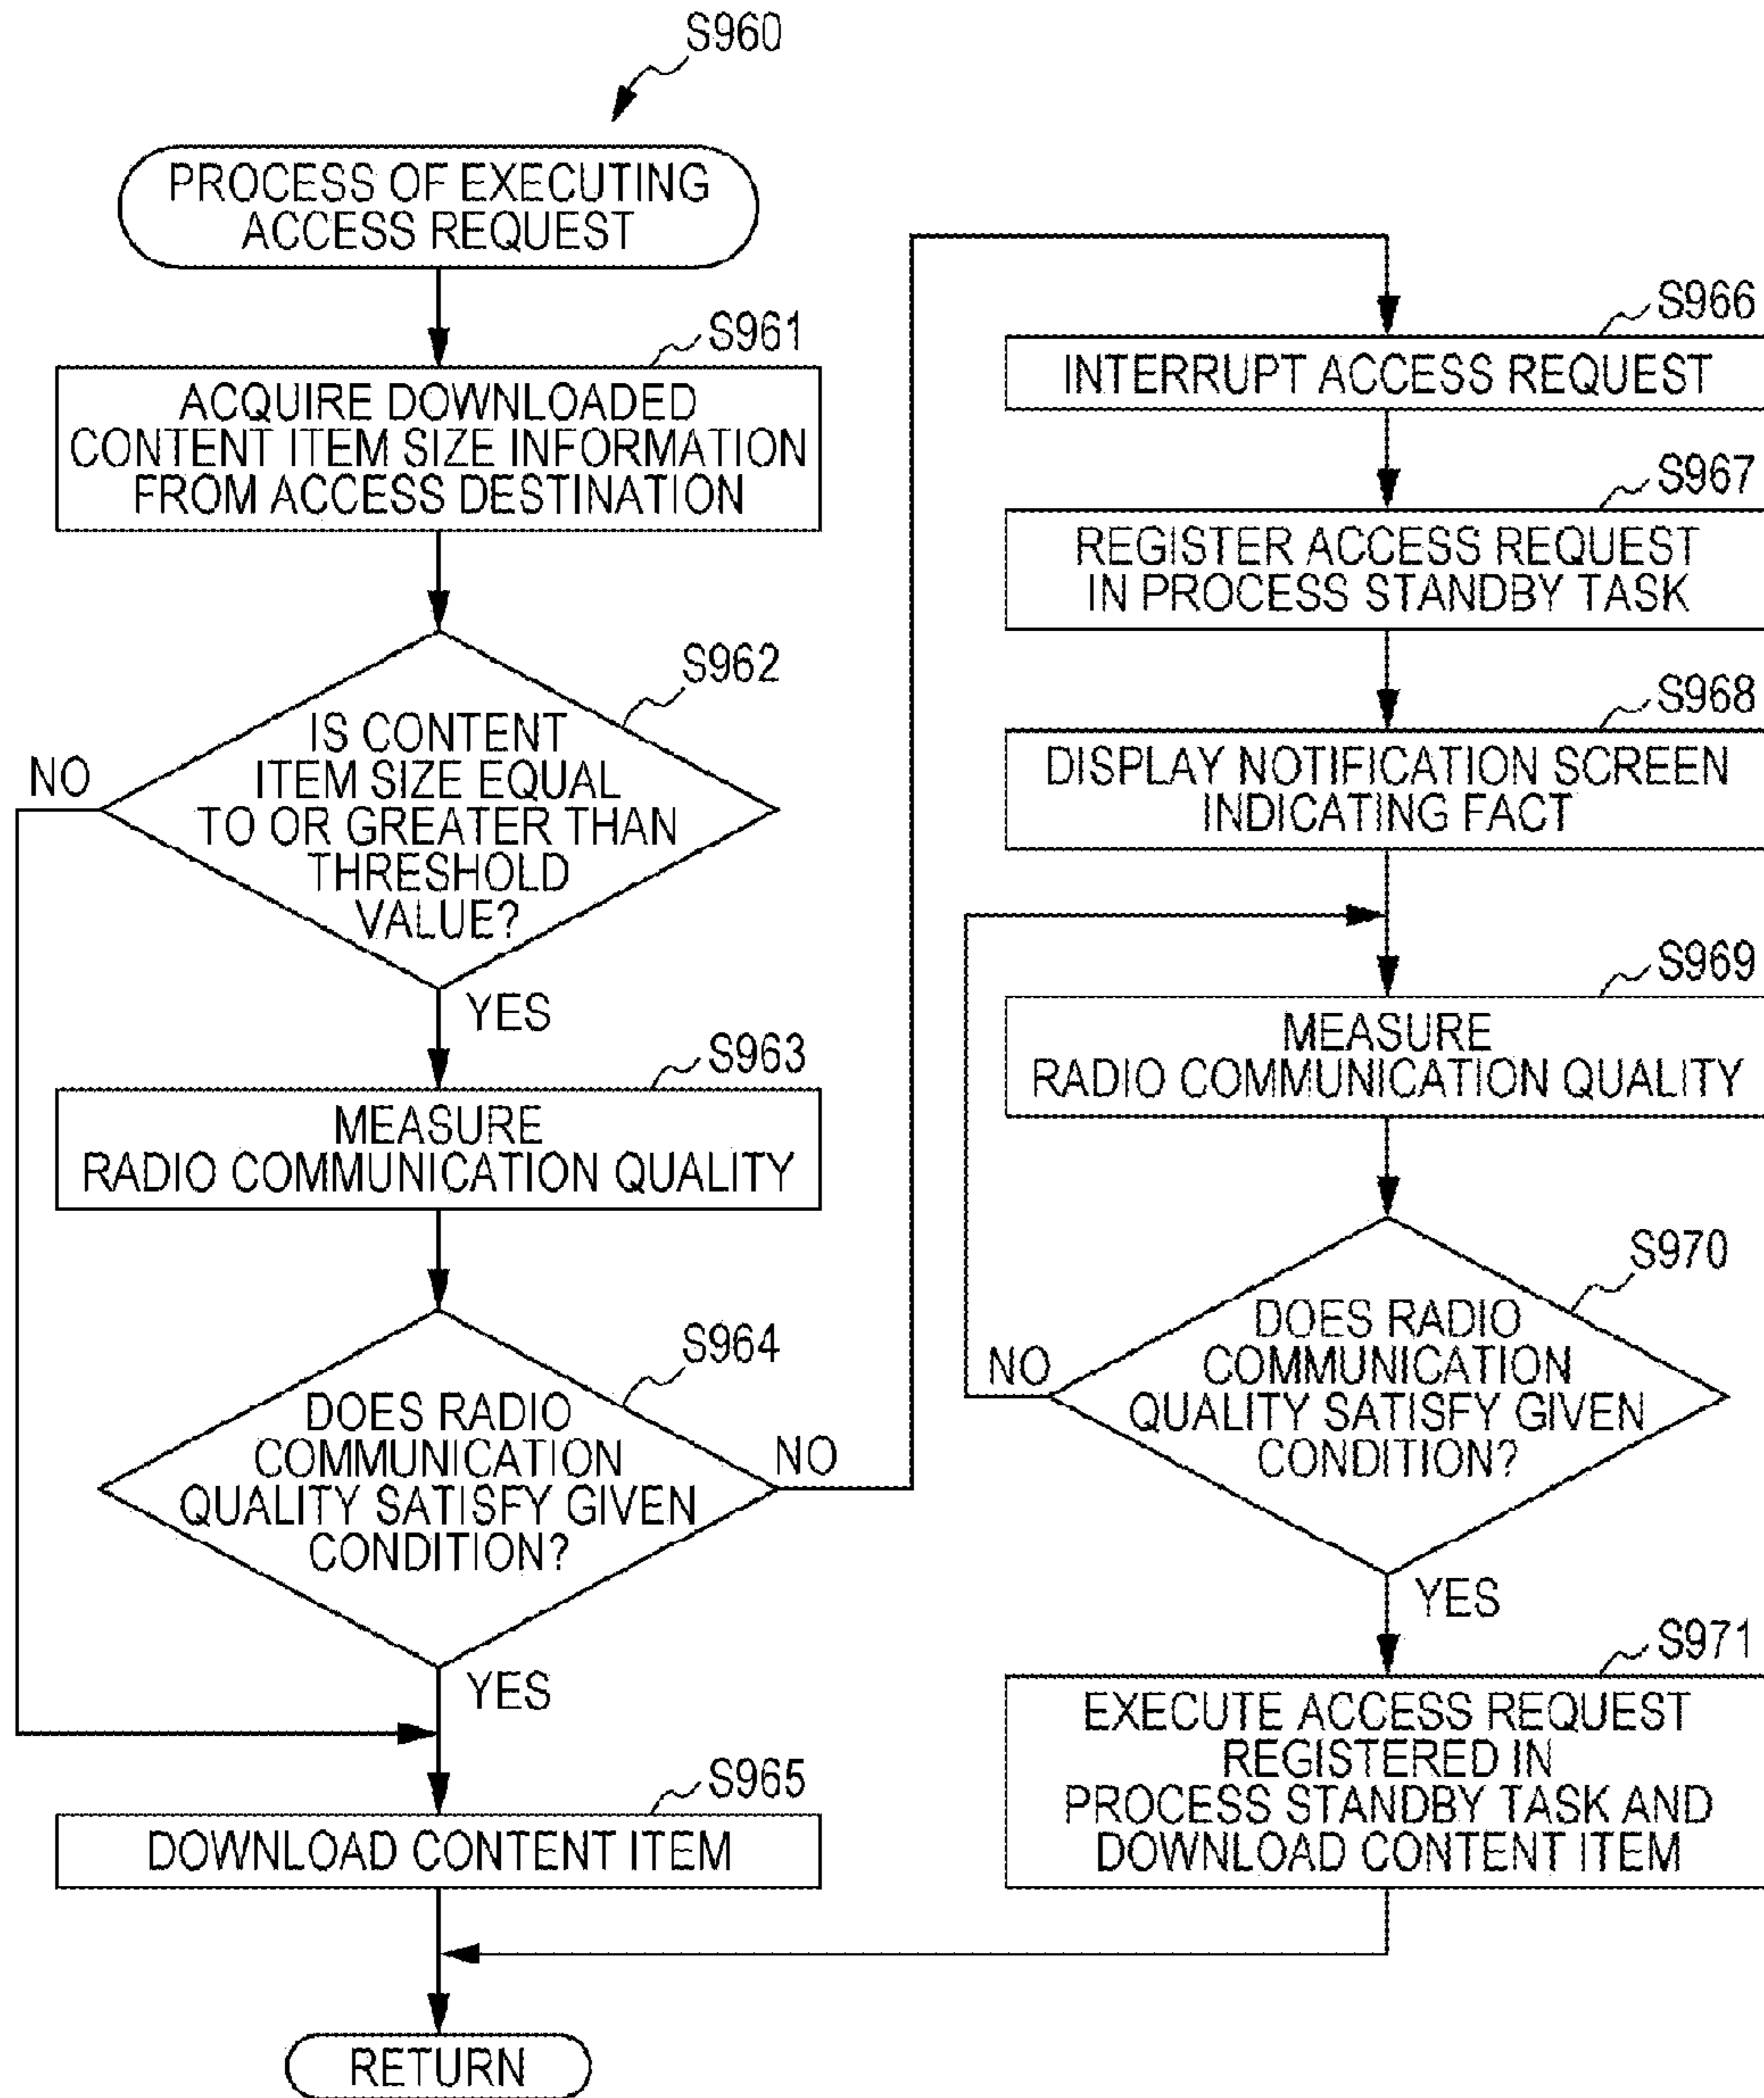 S960
PROCESS OF EXECUTING
ACCESS REQUEST
S961
ACQUIRE DOWNLOADED
CONTENT ITEM SIZE INFORMATION
FROM ACCESS DESTINATION
S962
IS CONTENT
ITEM SIZE EQUAL
TO OR GREATER THAN
THRESHOLD
VALUE?
NO
YES
S963
MEASURE
RADIO COMMUNICATION QUALITY
S964
DOES RADIO
COMMUNICATION
QUALITY SATISFY GIVEN
CONDITION?
NO
YES
S965
DOWNLOAD CONTENT ITEM
S966
INTERRUPT ACCESS REQUEST
S967
REGISTER ACCESS REQUEST
IN PROCESS STANDBY TASK
S968
DISPLAY NOTIFICATION SCREEN
INDICATING FACT
S969
MEASURE
RADIO COMMUNICATION QUALITY
S970
DOES RADIO
COMMUNICATION
QUALITY SATISFY GIVEN
CONDITION?
NO
YES
S971
EXECUTE ACCESS REQUEST
REGISTERED IN
PROCESS STANDBY TASK AND
DOWNLOAD CONTENT ITEM
RETURN